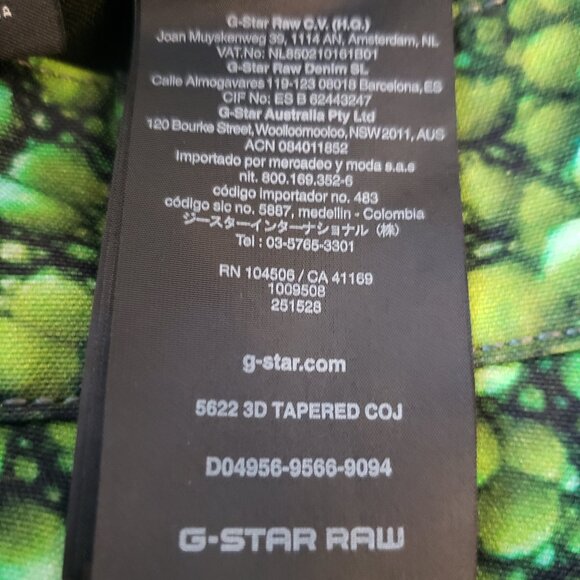 G-Star Raw C.V. (H.Q.)
Joan Muyskenweg 39, 1114 AN, Amsterdam, NL
VAT.No: NL850210161B01
G-Star Raw Denim SL
Calle Almogavares 119-123 08018 Barcelona, ES
CIF No: ES B 62443247
G-Star Australia Pty Ltd
120 Bourke Street, Woolloomooloo, NSW 2011, AUS
ACN 084011852
Importado por mercadeo y moda s.a.s
nit. 800.169.352-6
código importador no. 483
código sic no. 5887, medellin - Colombia
ジースターインターナショナル (株)
Tel : 03-5765-3301
RN 104506 / CA 41169
1009508
251528
g-star.com
5622 3D TAPERED COJ
D04956-9566-9094
G-STAR RAW